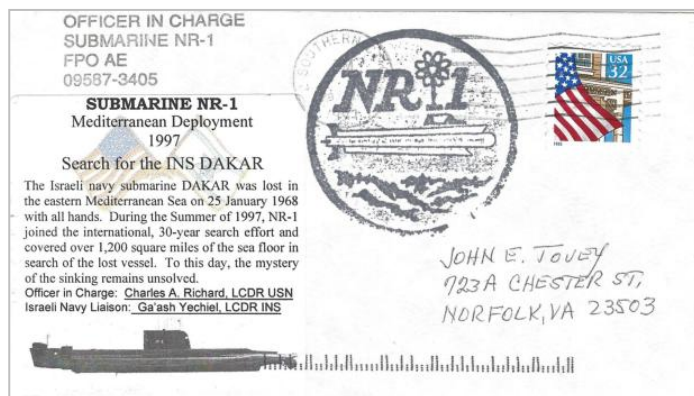 OFFICER IN CHARGE
SUBMARINE NR-1
FPO AE
09587-3405
SUBMARINE NR-1
Mediterranean Deployment
1997
Search for the INS DAKAR
The Israeli navy submarine DAKAR was lost in
the eastern Mediterranean Sea on 25 January 1968
with all hands. During the Summer of 1997, NR-1
joined the international, 30-year search effort and
covered over 1,200 square miles of the sea floor in
search of the lost vessel. To this day, the mystery
of the sinking remains unsolved.
Officer in Charge: Charles A. Richard, LCDR USN
Israeli Navy Liaison: Ga'ash Yechiel, LCDR INS
SOUTHERN
NR 1
USA
32
JOHN E. TOVEY
723A CHESTER ST,
NORFOLK, VA 23503